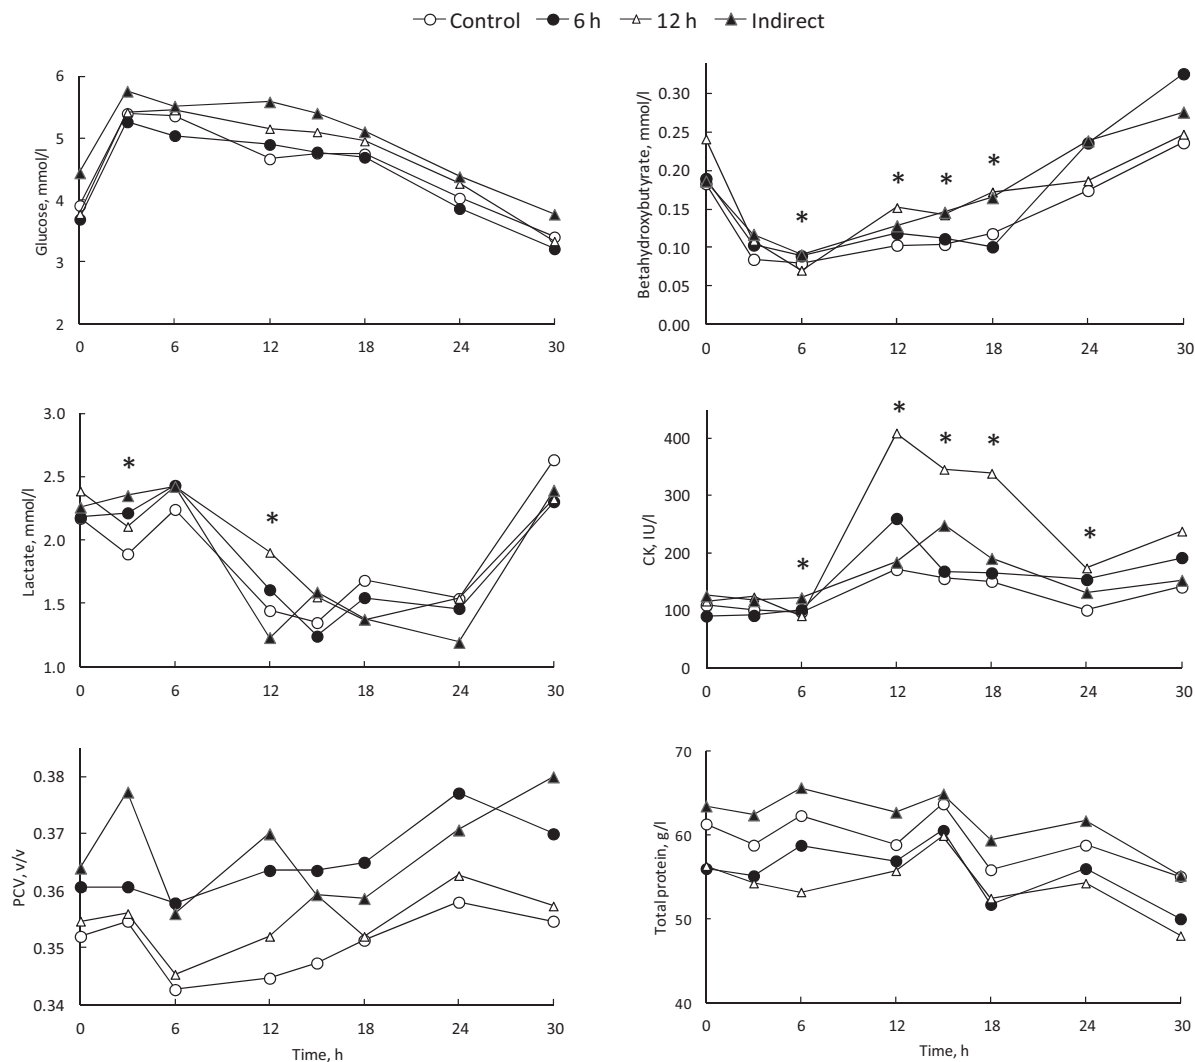 Control 6 h 12 h Indirect
Glucose, mmol/l
6
5
4
3
2
0 6 12 18 24 30
Betahydroxybutyrate, mmol/l
0.30
0.25
0.20
0.15
0.10
0.05
0.00
* * * *
0 6 12 18 24 30
Lactate, mmol/l
3.0
2.5
2.0
1.5
1.0
* *
0 6 12 18 24 30
CK, IU/l
400
300
200
100
0
* * * * *
0 6 12 18 24 30
PCV, v/v
0.38
0.37
0.36
0.35
0.34
0 6 12 18 24 30
Time, h
Total protein, g/l
70
60
50
40
0 6 12 18 24 30
Time, h